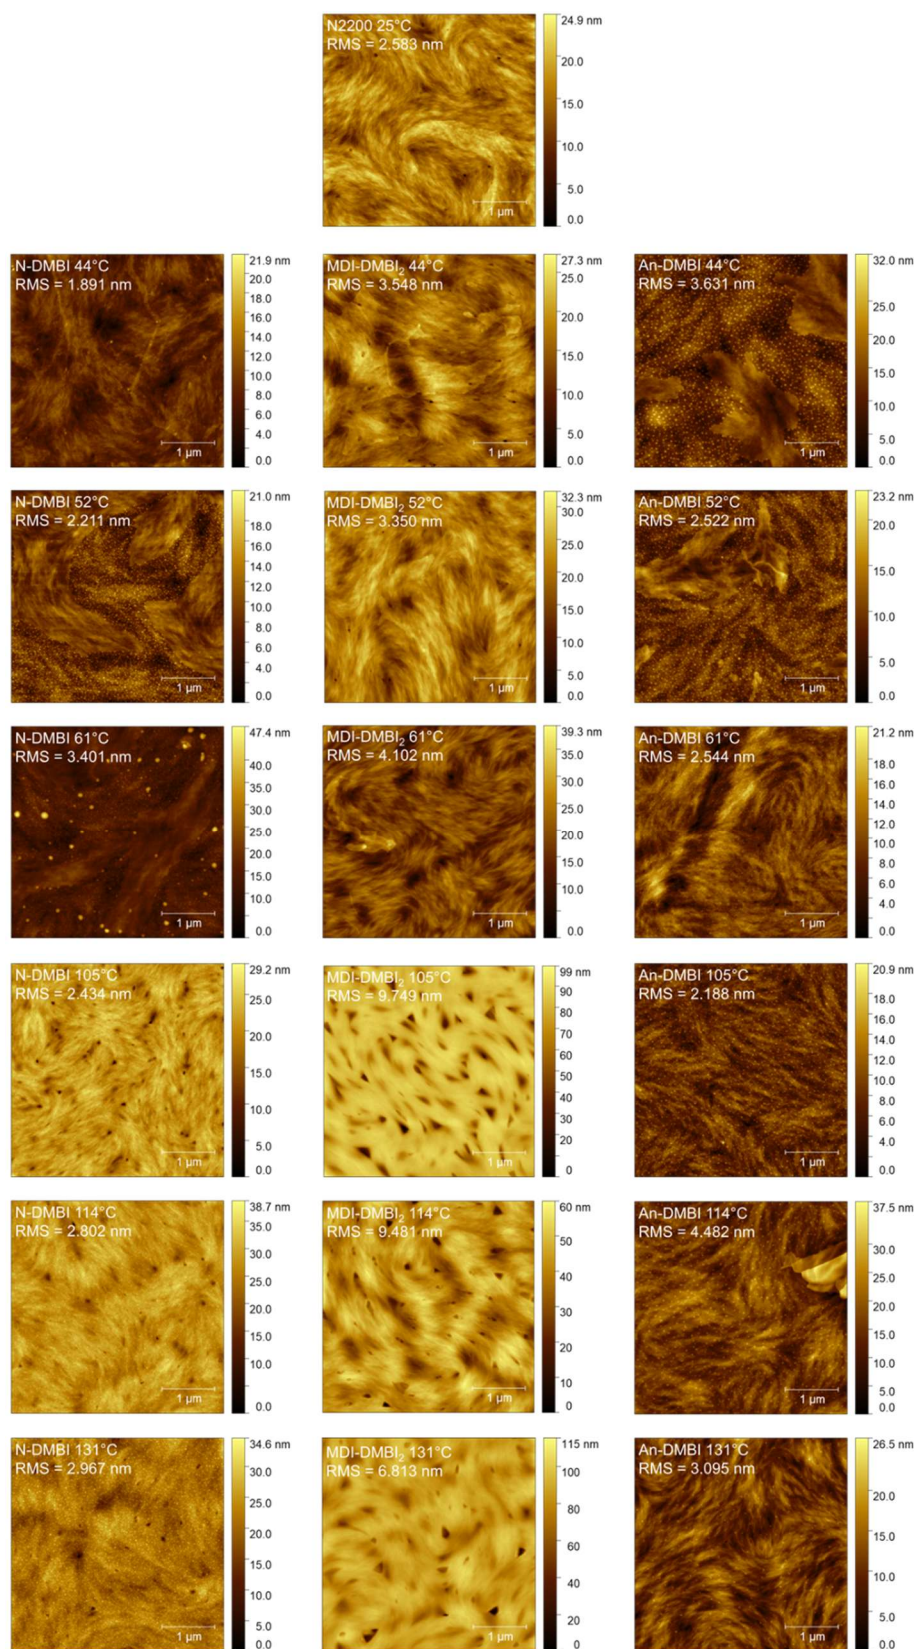 N2200 25°C
RMS = 2.583 nm
1 µm
24.9 nm
20.0
15.0
10.0
5.0
0.0
N-DMBI 44°C
RMS = 1.891 nm
1 µm
21.9 nm
20.0
18.0
16.0
14.0
12.0
10.0
8.0
6.0
4.0
0.0
MDI-DMBI₂ 44°C
RMS = 3.548 nm
1 µm
27.3 nm
20.0
15.0
10.0
5.0
0.0
An-DMBI 44°C
RMS = 3.631 nm
1 µm
32.0 nm
25.0
20.0
15.0
10.0
5.0
0.0
N-DMBI 52°C
RMS = 2.211 nm
1 µm
21.0 nm
18.0
16.0
14.0
12.0
10.0
8.0
6.0
4.0
0.0
MDI-DMBI₂ 52°C
RMS = 3.350 nm
1 µm
32.3 nm
30.0
25.0
20.0
15.0
10.0
5.0
0.0
An-DMBI 52°C
RMS = 2.522 nm
1 µm
23.2 nm
20.0
15.0
10.0
5.0
0.0
N-DMBI 61°C
RMS = 3.401 nm
1 µm
47.4 nm
40.0
35.0
30.0
25.0
20.0
15.0
10.0
0.0
MDI-DMBI₂ 61°C
RMS = 4.102 nm
1 µm
39.3 nm
35.0
30.0
25.0
20.0
15.0
10.0
0.0
An-DMBI 61°C
RMS = 2.544 nm
1 µm
21.2 nm
18.0
16.0
14.0
12.0
10.0
8.0
6.0
4.0
0.0
N-DMBI 105°C
RMS = 2.434 nm
1 µm
29.2 nm
25.0
20.0
15.0
10.0
5.0
0.0
MDI-DMBI₂ 105°C
RMS = 9.749 nm
1 µm
99 nm
90
80
70
60
50
40
30
20
0
An-DMBI 105°C
RMS = 2.188 nm
1 µm
20.9 nm
18.0
16.0
14.0
12.0
10.0
8.0
6.0
4.0
0.0
N-DMBI 114°C
RMS = 2.802 nm
1 µm
38.7 nm
35.0
30.0
25.0
20.0
15.0
10.0
0.0
MDI-DMBI₂ 114°C
RMS = 9.481 nm
1 µm
60 nm
50
40
30
20
10
0
An-DMBI 114°C
RMS = 4.482 nm
1 µm
37.5 nm
30.0
25.0
20.0
15.0
10.0
5.0
0.0
N-DMBI 131°C
RMS = 2.967 nm
1 µm
34.6 nm
30.0
25.0
20.0
15.0
10.0
5.0
0.0
MDI-DMBI₂ 131°C
RMS = 6.813 nm
1 µm
115 nm
100
80
60
40
20
0
An-DMBI 131°C
RMS = 3.095 nm
1 µm
26.5 nm
20.0
15.0
10.0
5.0
0.0